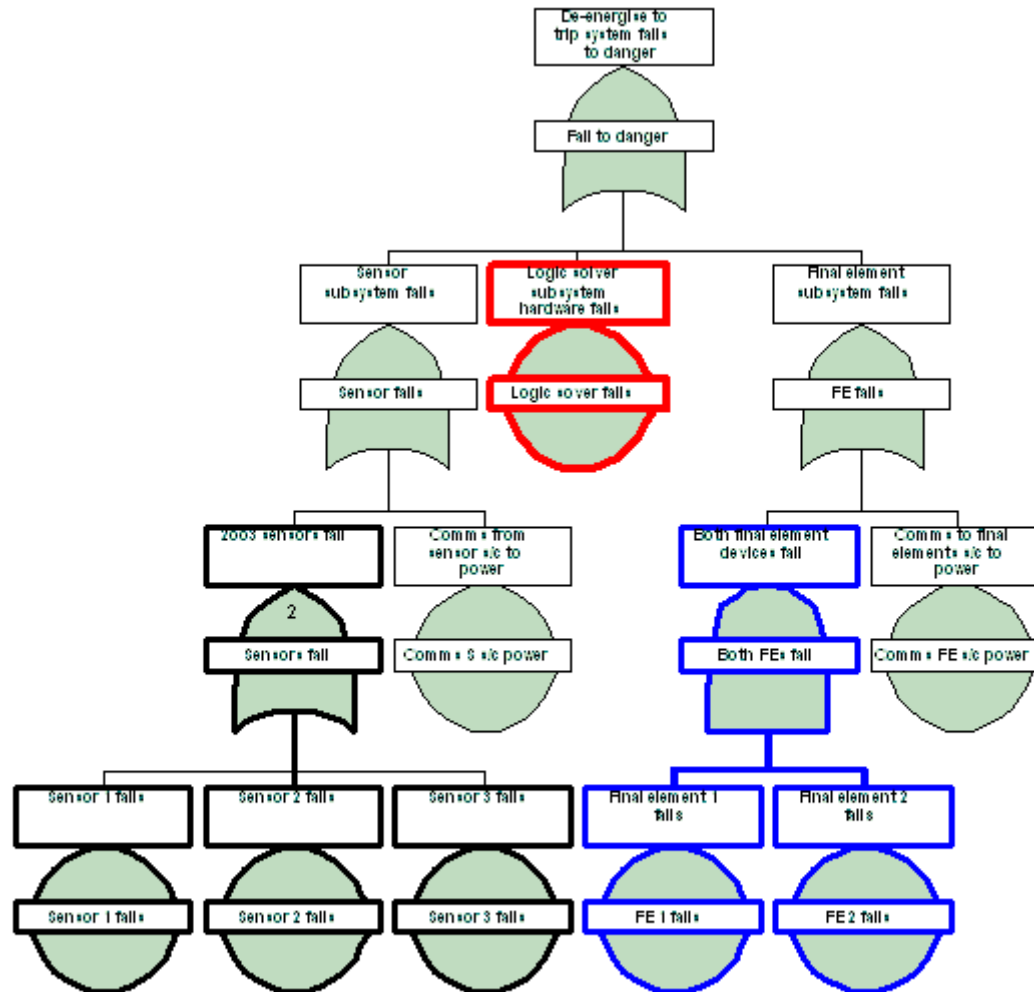 De-energise to
trip system fails
to danger
Fail to danger
Sensor
subsystem fails
Logic solver
subsystem
hardware fails
Final element
subsystem fails
Sensor fails
Logic sover fails
FE fails
2oo3 sensors fail
Comms from
sensor s/c to
power
Both final element
devices fail
Comms to final
elements s/c to
power
2
Sensors fail
Comms S s/c power
Both FEs fail
Comms FE s/c power
Sensor 1 fails
Sensor 2 fails
Sensor 3 fails
Final element 1
fails
Final element 2
fails
Sensor 1 fails
Sensor 2 fails
Sensor 3 fails
FE 1 fails
FE 2 fails